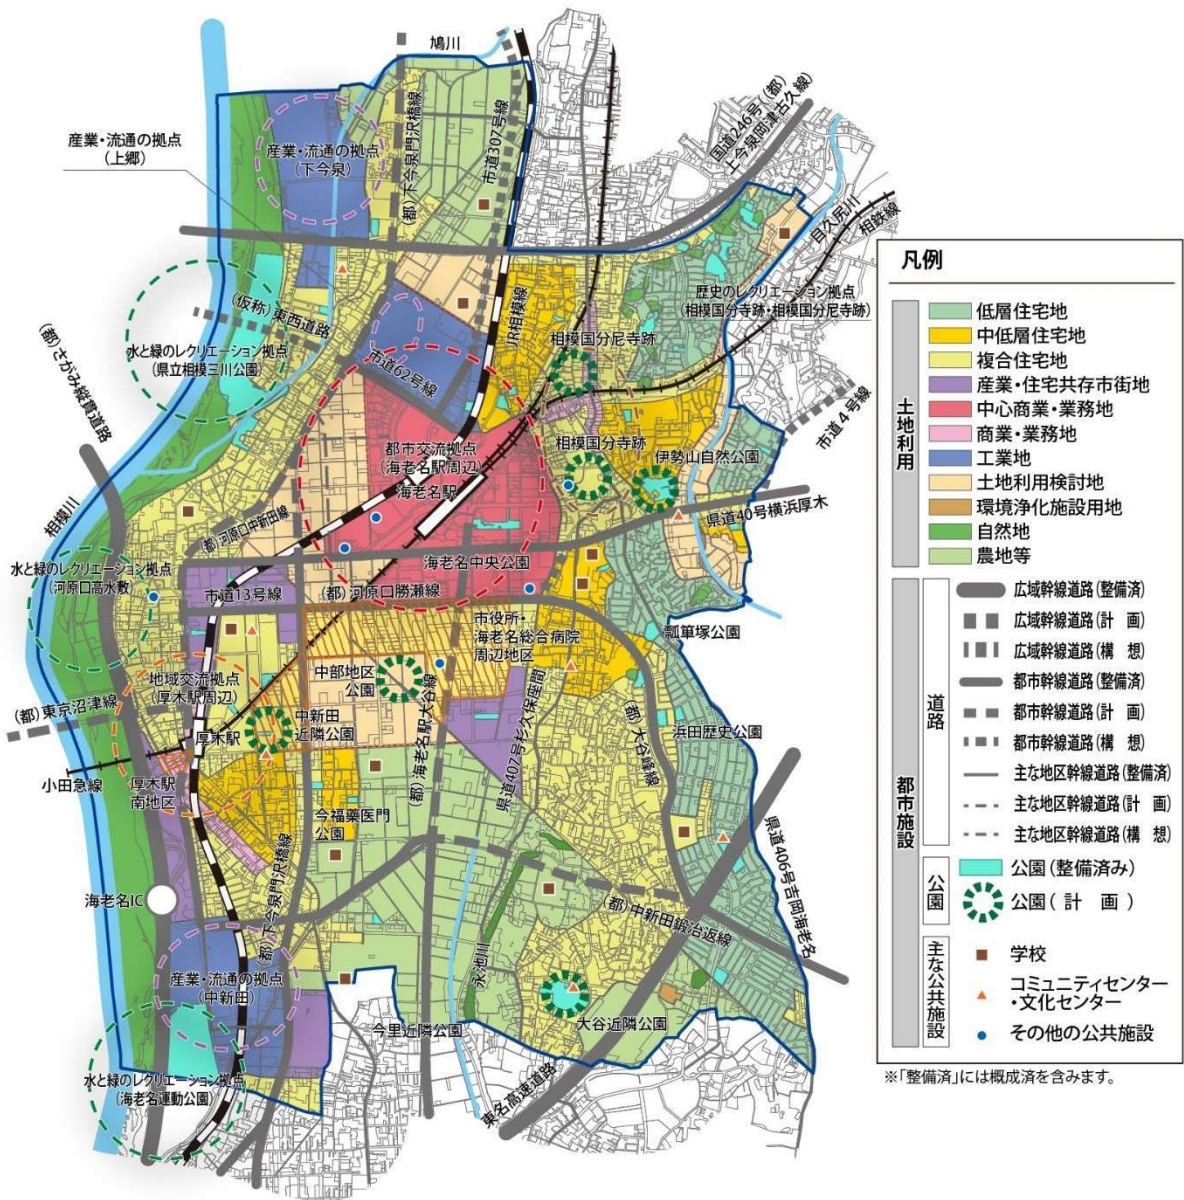 鳩川
産業・流通の拠点
(上郷)
産業・流通の拠点
(下今泉)
(都)下今泉門沢橋線
市道307号線
国道246号(都)
上今泉岡津古久線
目久尻川
相鉄線
(仮称)東西道路
水と緑のレクリエーション拠点
(県立相模三川公園)
(都)さがみ縦貫道路
市道62号線
JR相模線
歴史のレクリエーション拠点
(相模国分寺跡・相模国分尼寺跡)
相模国分尼寺跡
市道4号線
都市交流拠点
(海老名駅周辺)
海老名駅
相模国分寺跡
伊勢山自然公園
相模川
(都)河原口中新田線
県道40号横浜厚木
水と緑のレクリエーション拠点
(河原口高水敷)
海老名中央公園
市道13号線
(都)河原口勝瀬線
市役所・
海老名総合病院
周辺地区
瓢箪塚公園
地域交流拠点
(厚木駅周辺)
中部地区
公園
(都)東京沼津線
厚木駅
中新田
近隣公園
(都)海老名駅大谷線
県道407号杉久保座間
(都)大谷峰線
浜田歴史公園
小田急線
厚木駅
南地区
今福薬医門
公園
県道406号吉岡海老名
海老名IC
(都)下今泉門沢橋線
(都)中新田鍛冶返線
永池川
産業・流通の拠点
(中新田)
今里近隣公園
大谷近隣公園
水と緑のレクリエーション拠点
(海老名運動公園)
東名高速道路
凡例
土地利用
低層住宅地
中低層住宅地
複合住宅地
産業・住宅共存市街地
中心商業・業務地
商業・業務地
工業地
土地利用検討地
環境浄化施設用地
自然地
農地等
都市施設
道路
広域幹線道路(整備済)
広域幹線道路(計 画)
広域幹線道路(構 想)
都市幹線道路(整備済)
都市幹線道路(計 画)
都市幹線道路(構 想)
主な地区幹線道路(整備済)
主な地区幹線道路(計 画)
主な地区幹線道路(構 想)
公園
公園(整備済み)
公園(計 画)
主な公共施設
学校
コミュニティセンター
・文化センター
その他の公共施設
※「整備済」には概成済を含みます。